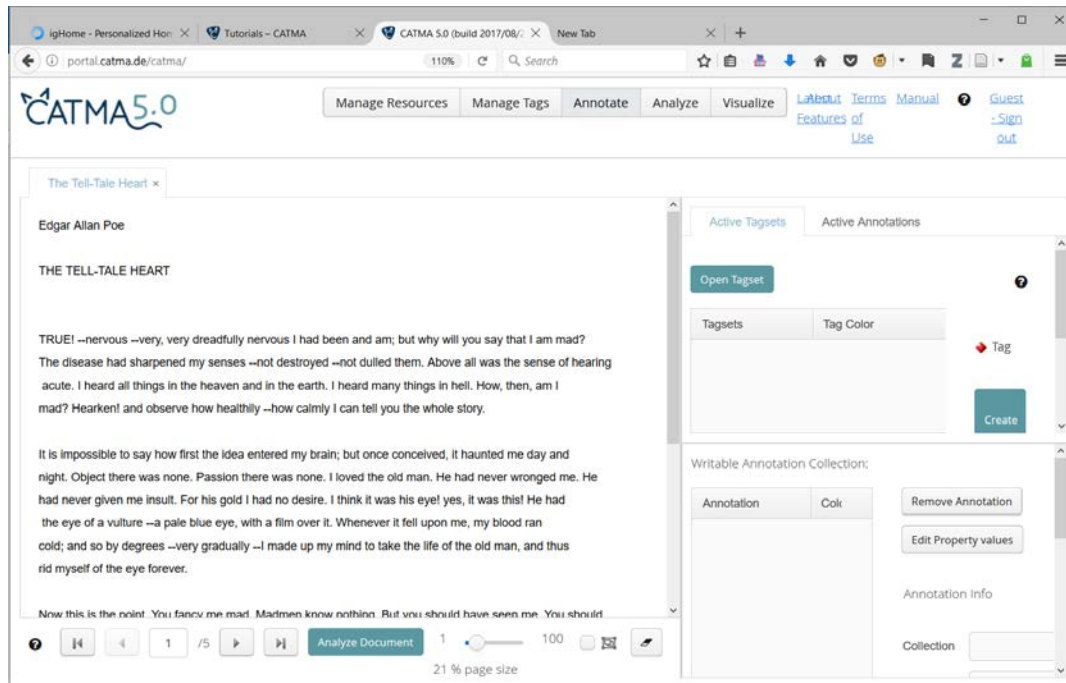 igHome - Personalized Hon
Tutorials – CATMA
CATMA 5.0 (build 2017/08/2
New Tab
portal.catma.de/catma/
110%
Search
CATMA 5.0
Manage Resources
Manage Tags
Annotate
Analyze
Visualize
Latest
Features
About
Terms
of
Use
Manual
Guest
- Sign
out
The Tell-Tale Heart ×
Edgar Allan Poe
THE TELL-TALE HEART
TRUE! --nervous --very, very dreadfully nervous I had been and am; but why will you say that I am mad?
The disease had sharpened my senses --not destroyed --not dulled them. Above all was the sense of hearing
acute. I heard all things in the heaven and in the earth. I heard many things in hell. How, then, am I
mad? Hearken! and observe how healthily --how calmly I can tell you the whole story.
It is impossible to say how first the idea entered my brain; but once conceived, it haunted me day and
night. Object there was none. Passion there was none. I loved the old man. He had never wronged me. He
had never given me insult. For his gold I had no desire. I think it was his eye! yes, it was this! He had
the eye of a vulture --a pale blue eye, with a film over it. Whenever it fell upon me, my blood ran
cold; and so by degrees --very gradually --I made up my mind to take the life of the old man, and thus
rid myself of the eye forever.
Now this is the point. You fancy me mad. Madmen know nothing. But you should have seen me. You should
1
/5
Analyze Document
1
100
21 % page size
Active Tagsets
Active Annotations
Open Tagset
Tagsets
Tag Color
Tag
Create
Writable Annotation Collection:
Annotation
Colo
Remove Annotation
Edit Property values
Annotation Info
Collection